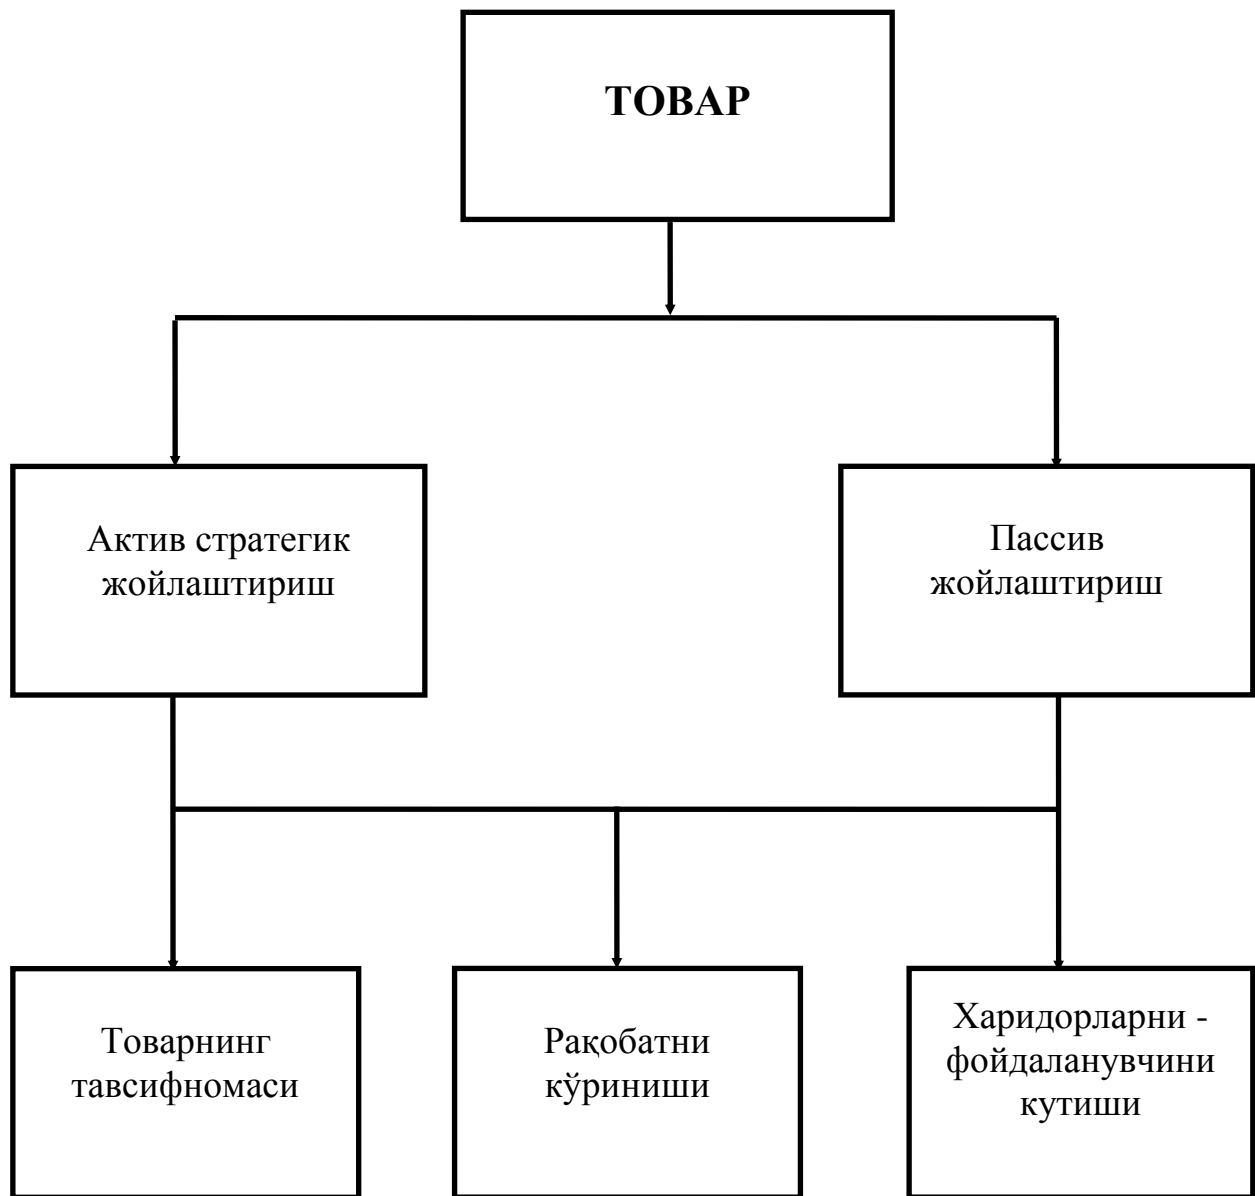 ТОВАР
Актив стратегик
жойлаштириш
Пассив
жойлаштириш
Товарнинг
тавсифномаси
Рақобатни
кўриниши
Харидорларни -
фойдаланувчини
кутиши